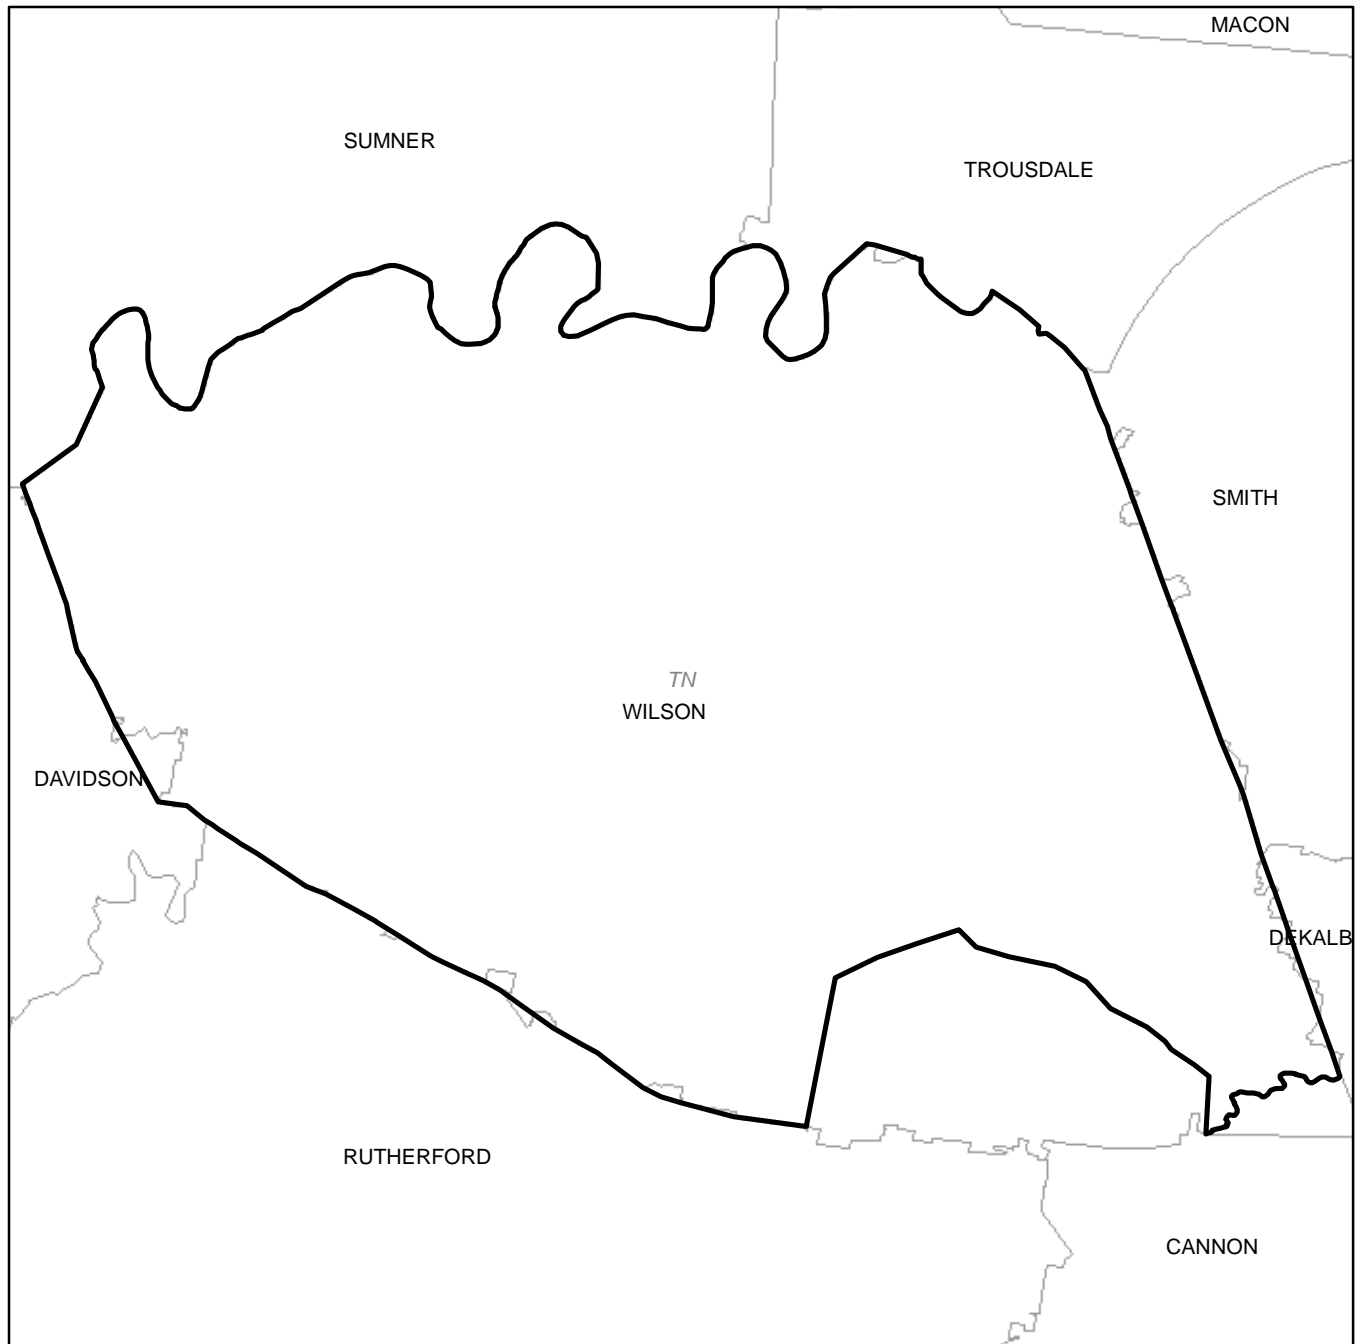 MACON
SUMNER
TROUSDALE
SMITH
TN
WILSON
DAVIDSON
DEKALB
RUTHERFORD
CANNON